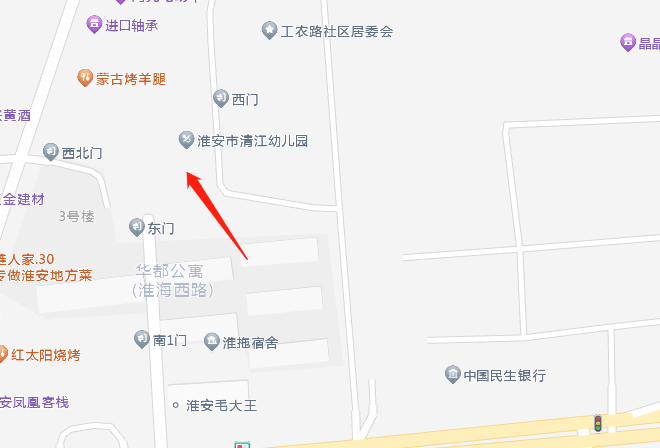 进口轴承
工农路社区居委会
晶晶
蒙古烤羊腿
西门
黄酒
淮安市清江幼儿园
西北门
金建材
3号楼
东门
人家.30
专做淮安地方菜
华都公寓
(淮海西路)
南1门
淮拖宿舍
红太阳烧烤
中国民生银行
安凤凰客栈
淮安毛大王